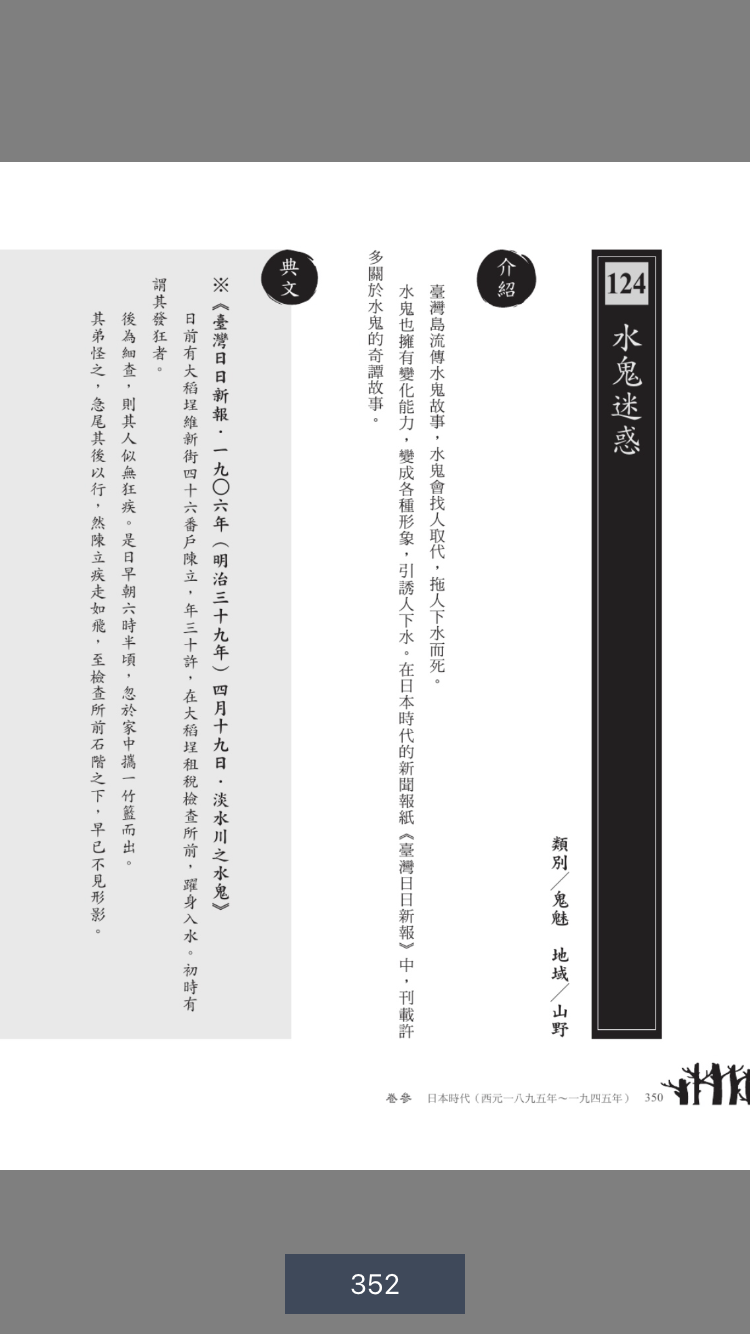 124
水鬼迷惑
類別／鬼魅　地域／山野
介紹
臺灣島流傳水鬼故事，水鬼會找人取代，拖人下水而死。
水鬼也擁有變化能力，變成各種形象，引誘人下水。在日本時代的新聞報紙《臺灣日日新報》中，刊載許
多關於水鬼的奇譚故事。
典文
※《臺灣日日新報．一九〇六年（明治三十九年）四月十九日．淡水川之水鬼》
日前有大稻埕維新街四十六番戶陳立，年三十許，在大稻埕租稅檢查所前，躍身入水。初時有
謂其發狂者。
後為細查，則其人似無狂疾。是日早朝六時半頃，忽於家中攜一竹籃而出。
其弟怪之，急尾其後以行，然陳立疾走如飛，至檢查所前石階之下，早已不見形影。
卷參　日本時代（西元一八九五年～一九四五年）　350
352